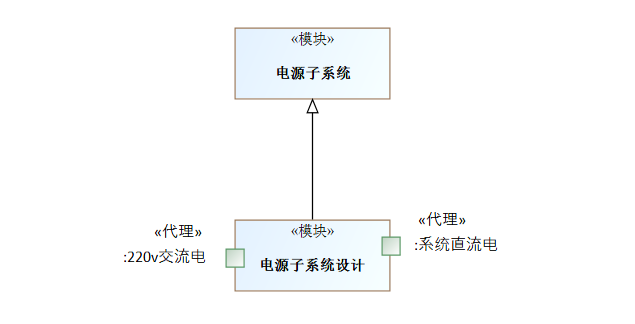 «模块»
电源子系统
«代理»
:220v交流电
«模块»
电源子系统设计
«代理»
:系统直流电